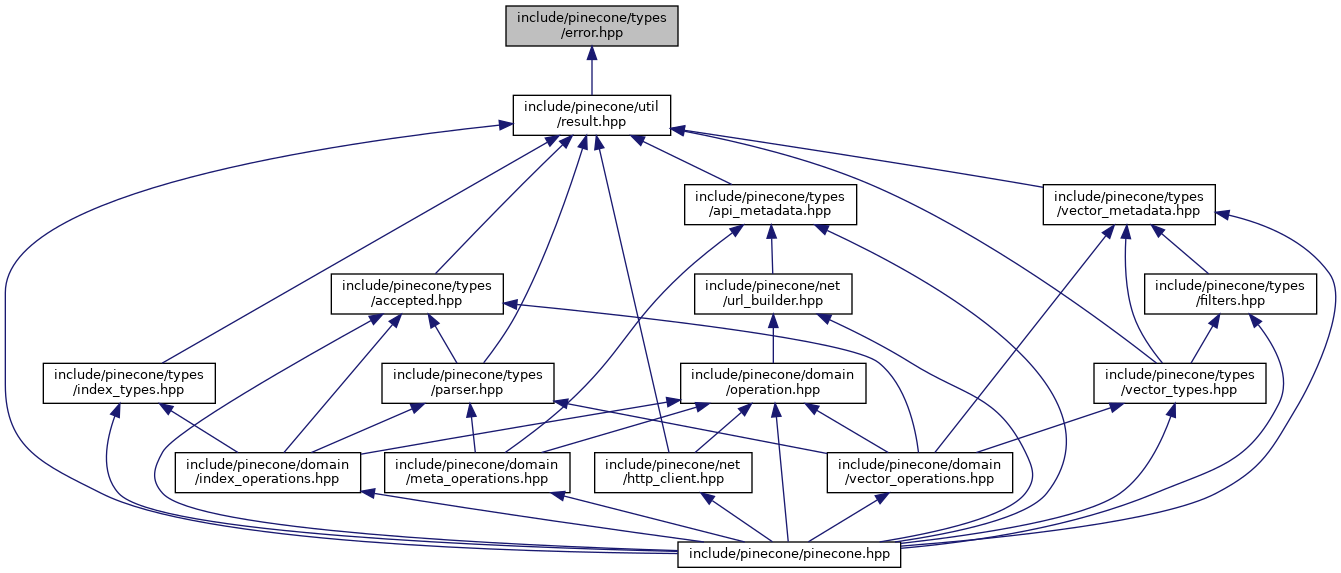 include/pinecone/types
/error.hpp
include/pinecone/util
/result.hpp
include/pinecone/types
/api_metadata.hpp
include/pinecone/types
/vector_metadata.hpp
include/pinecone/types
/accepted.hpp
include/pinecone/net
/url_builder.hpp
include/pinecone/types
/filters.hpp
include/pinecone/types
/index_types.hpp
include/pinecone/types
/parser.hpp
include/pinecone/domain
/operation.hpp
include/pinecone/types
/vector_types.hpp
include/pinecone/domain
/index_operations.hpp
include/pinecone/domain
/meta_operations.hpp
include/pinecone/net
/http_client.hpp
include/pinecone/domain
/vector_operations.hpp
include/pinecone/pinecone.hpp